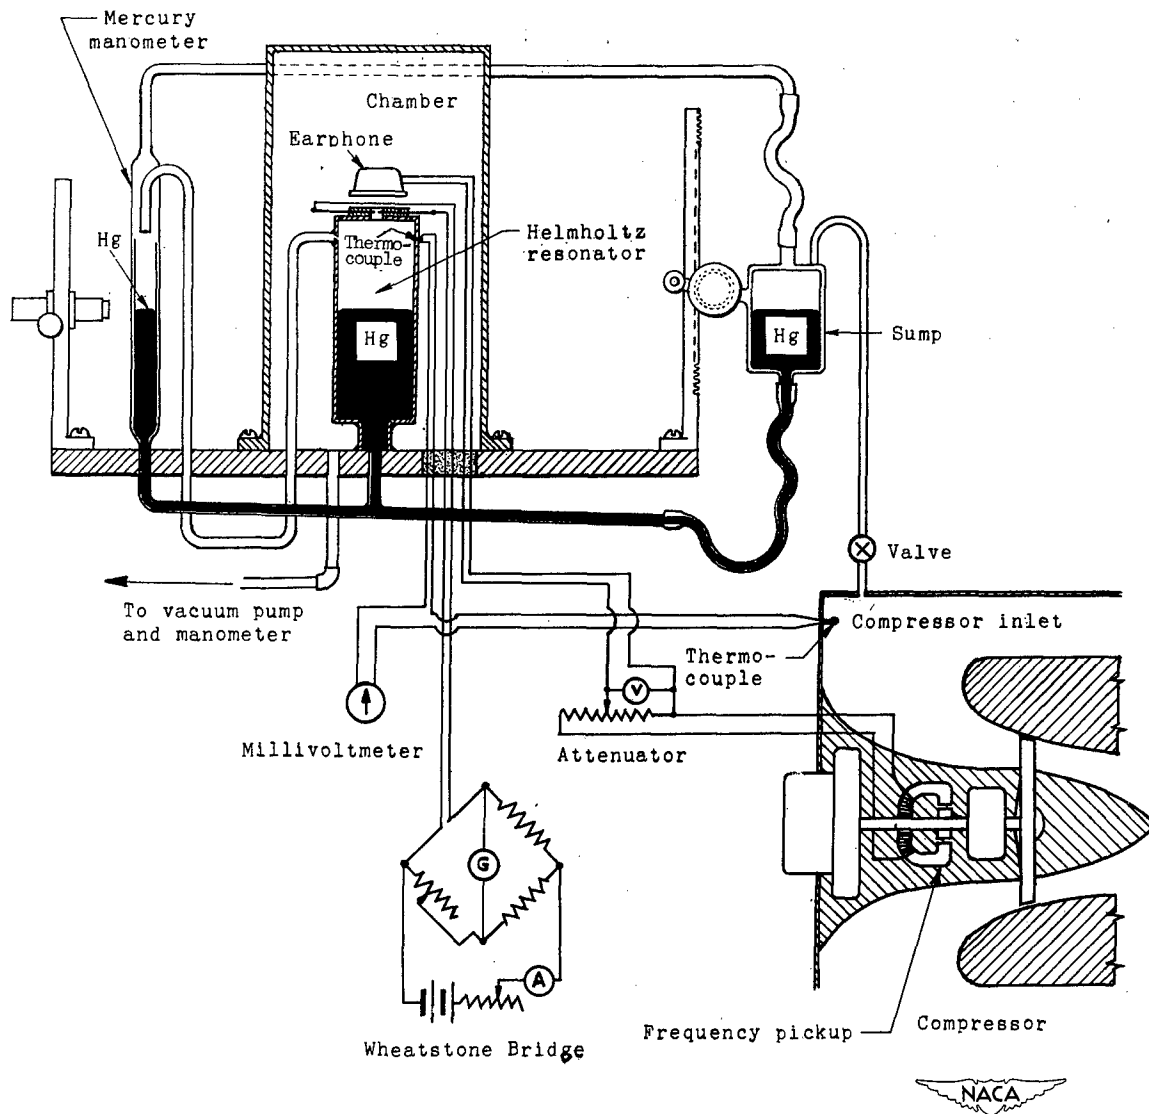 Mercury
manometer
Chamber
Earphone
Hg
Thermo-
couple
Helmholtz
resonator
Hg
Hg
Sump
Valve
To vacuum pump
and manometer
Compressor inlet
Thermo-
couple
V
Millivoltmeter
Attenuator
G
A
Frequency pickup
Compressor
Wheatstone Bridge
NACA